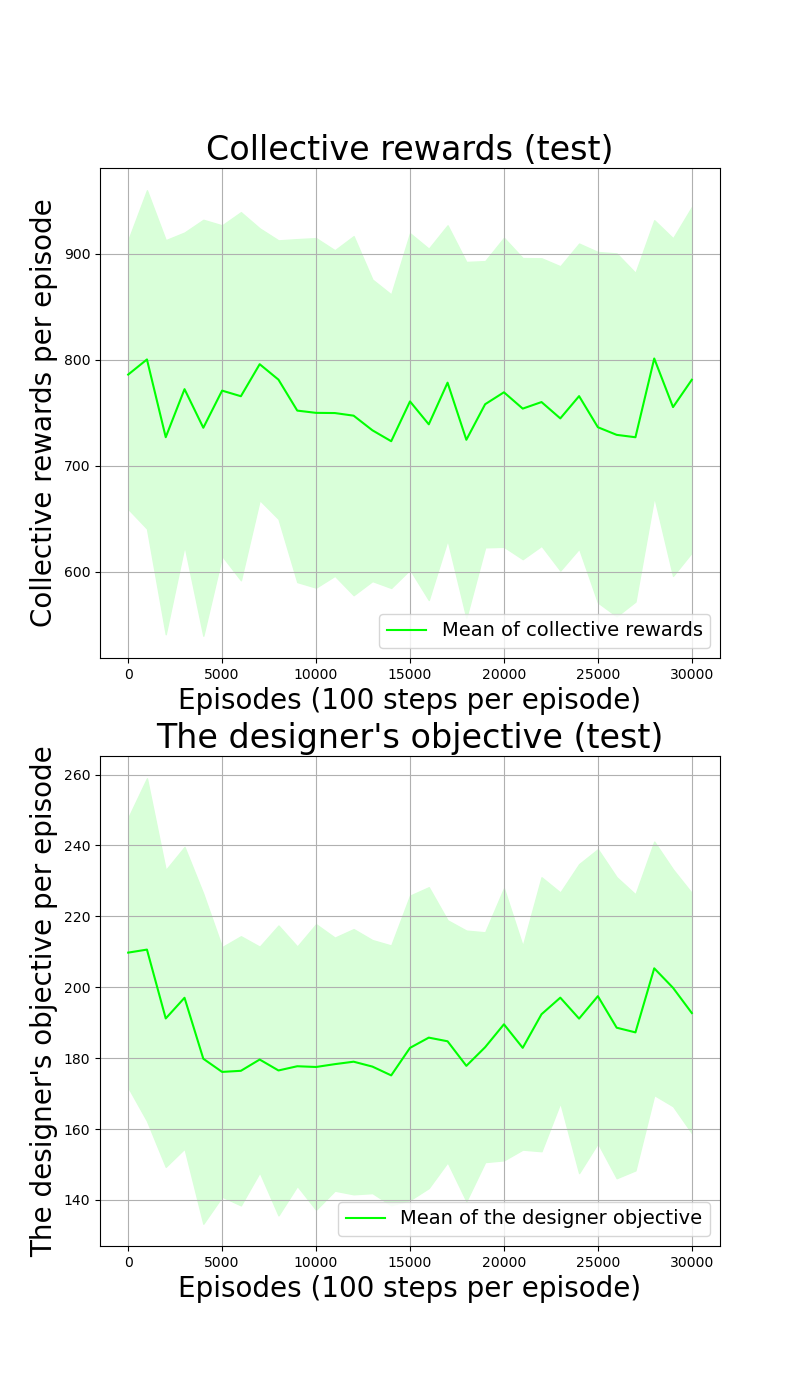 Collective rewards (test)
Collective rewards per episode
900
800
700
600
Mean of collective rewards
0 5000 10000 15000 20000 25000 30000
Episodes (100 steps per episode)
The designer's objective (test)
The designer's objective per episode
260
240
220
200
180
160
140
Mean of the designer objective
0 5000 10000 15000 20000 25000 30000
Episodes (100 steps per episode)